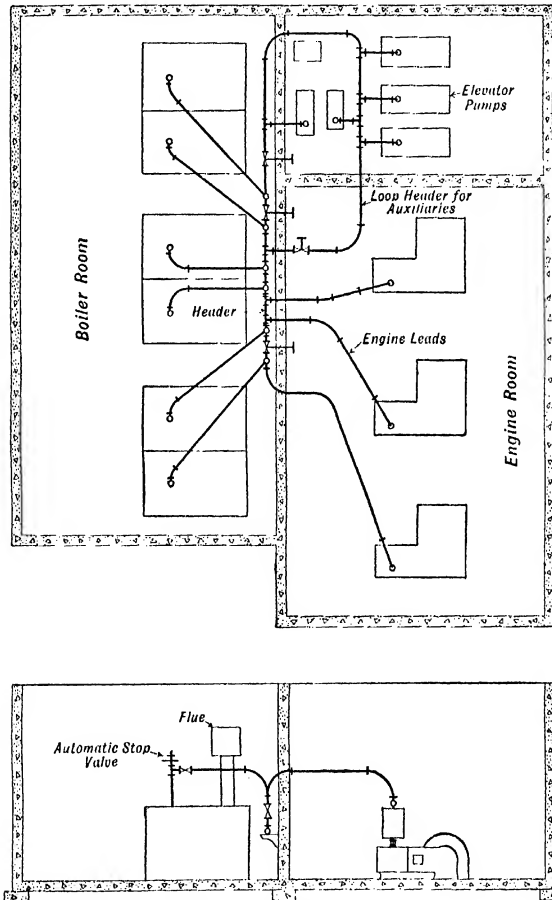 Elevator
Pumps
Loop Header for
Auxiliaries
Boiler Room
Header
Engine Leads
Engine Room
Flue
Automatic Stop
Valve